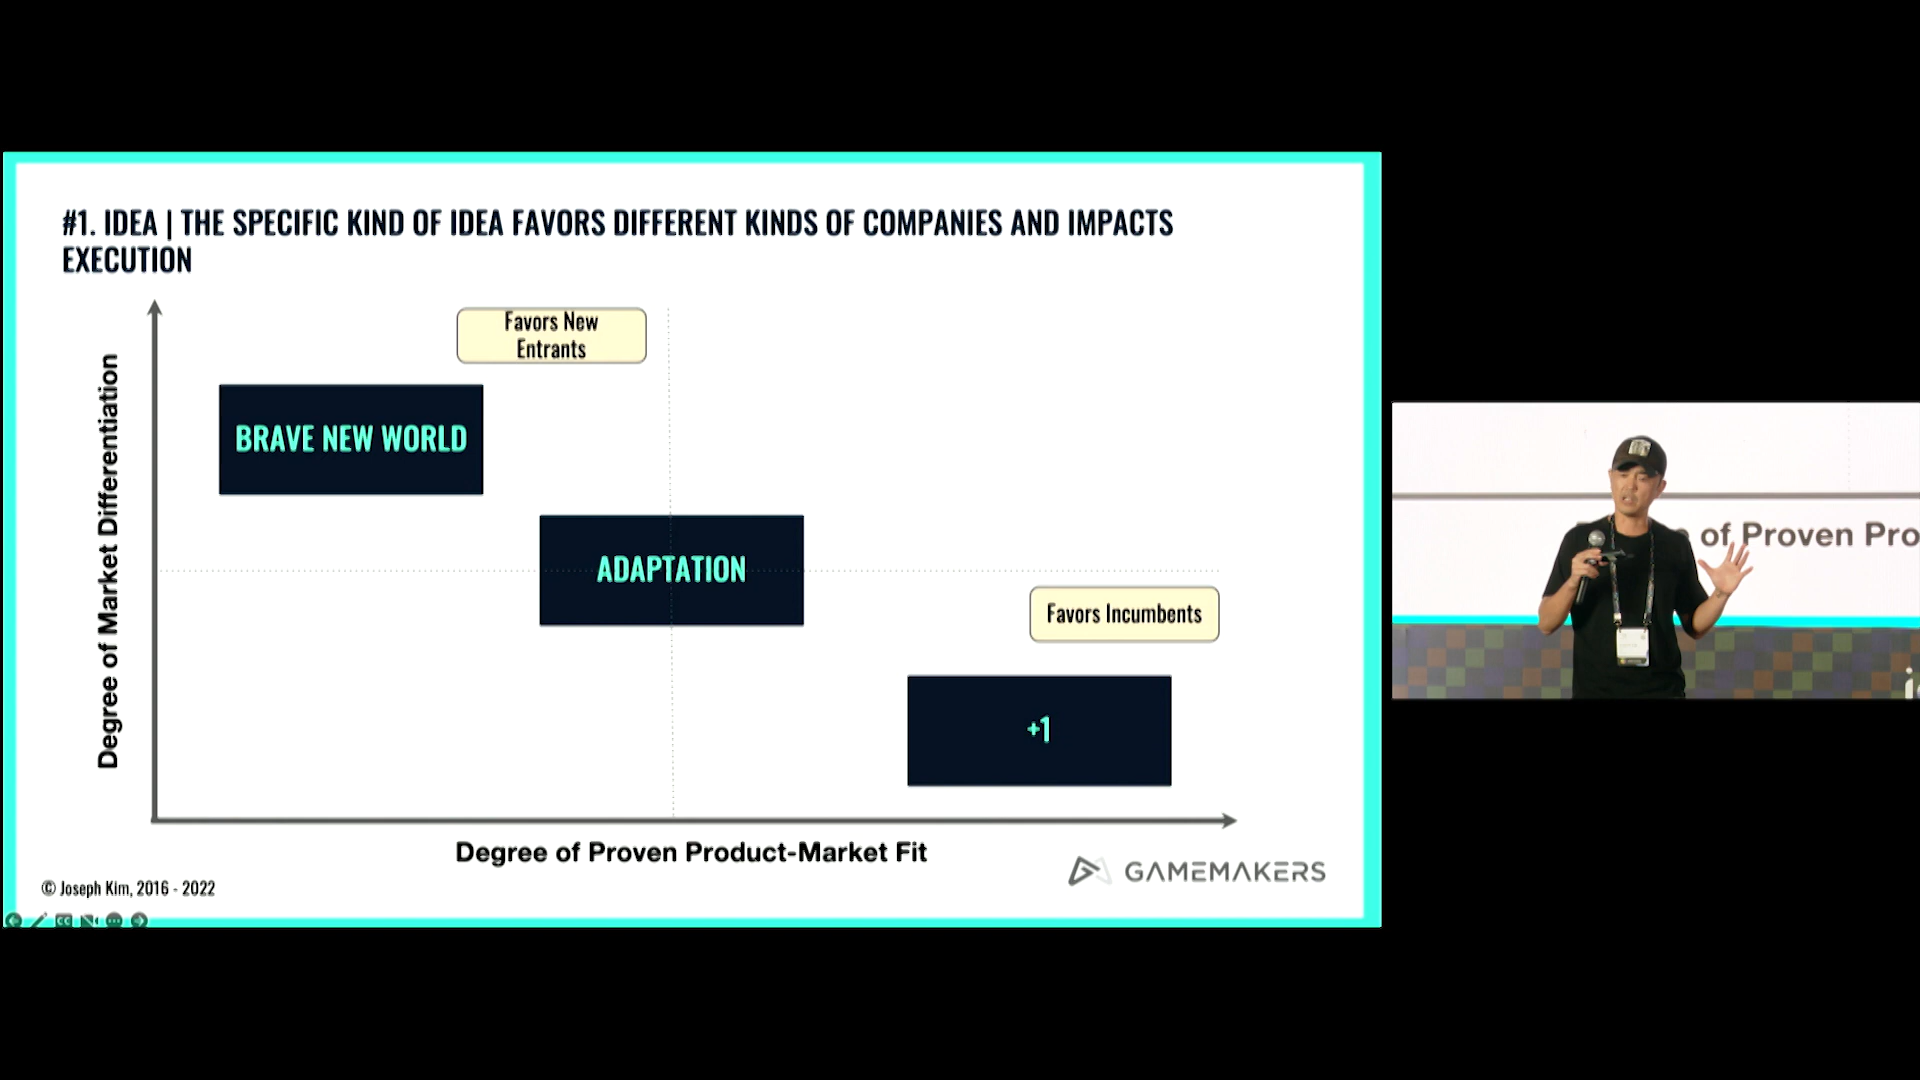 #1. IDEA | THE SPECIFIC KIND OF IDEA FAVORS DIFFERENT KINDS OF COMPANIES AND IMPACTS
EXECUTION
Favors New
Entrants
BRAVE NEW WORLD
Degree of Market Differentiation
ADAPTATION
Favors Incumbents
+1
Degree of Proven Product-Market Fit
GAMEMAKERS
© Joseph Kim, 2016 - 2022
CC
of Proven Pro